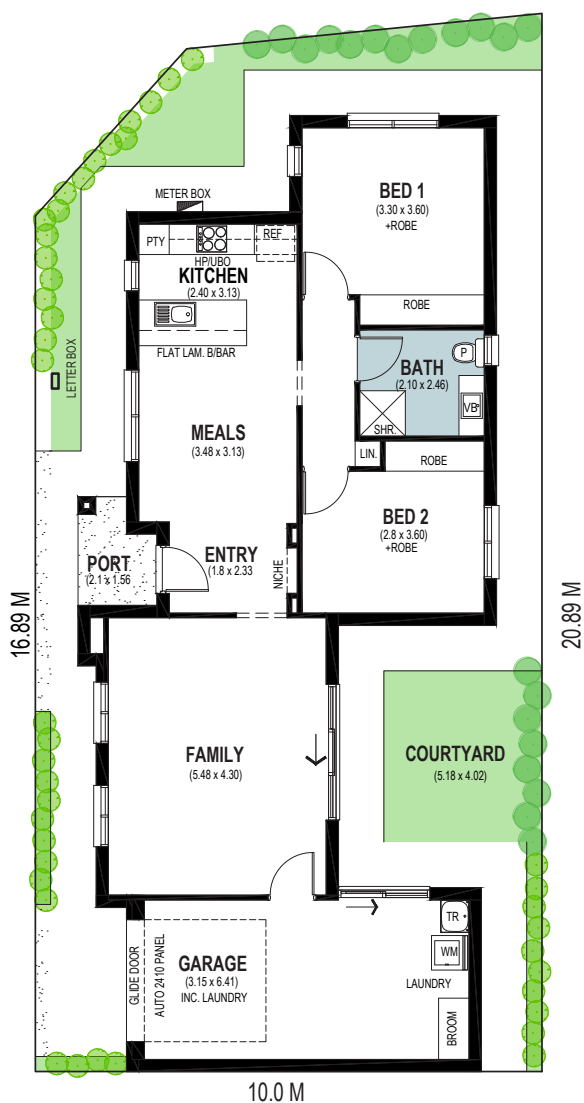 METER BOX
BED 1
(3.30 x 3.60)
+ROBE
PTY
REF
HP/UBO
KITCHEN
(2.40 x 3.13)
ROBE
FLAT LAM. B/BAR
LETTER BOX
P
BATH
(2.10 x 2.46)
VB
SHR.
MEALS
(3.48 x 3.13)
LIN.
ROBE
BED 2
(2.8 x 3.60)
+ROBE
PORT
(2.1 x 1.56
ENTRY
(1.8 x 2.33
NICHE
16.89 M
20.89 M
FAMILY
(5.48 x 4.30)
COURTYARD
(5.18 x 4.02)
GLIDE DOOR
AUTO 2410 PANEL
GARAGE
(3.15 x 6.41)
INC. LAUNDRY
TR
WM
LAUNDRY
BROOM
10.0 M